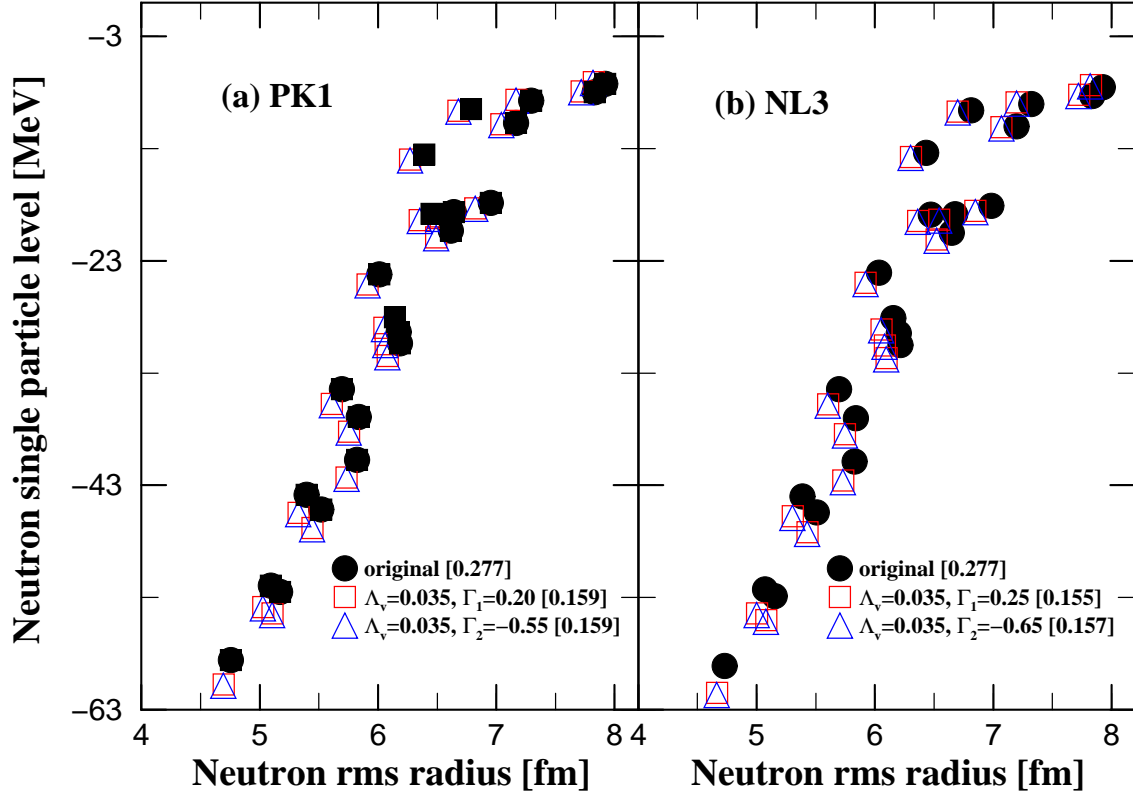 Neutron single particle level [MeV]
−3
−23
−43
−63
(a) PK1
original [0.277]
Λv=0.035, Γ1=0.20 [0.159]
Λv=0.035, Γ2=−0.55 [0.159]
4 5 6 7 8
Neutron rms radius [fm]
(b) NL3
original [0.277]
Λv=0.035, Γ1=0.25 [0.155]
Λv=0.035, Γ2=−0.65 [0.157]
4 5 6 7 8
Neutron rms radius [fm]